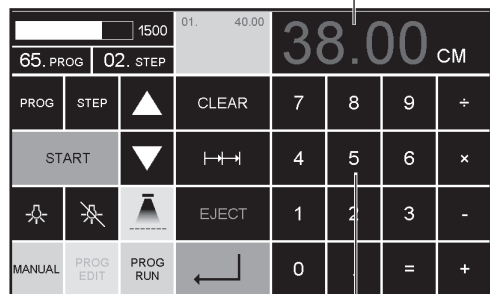 1500
01. 40.00
38.00 CM
65. PROG 02. STEP
PROG STEP CLEAR 7 8 9 ÷
START 4 5 6 ×
EJECT 1 2 3 -
MANUAL PROG EDIT PROG RUN 0 . = +